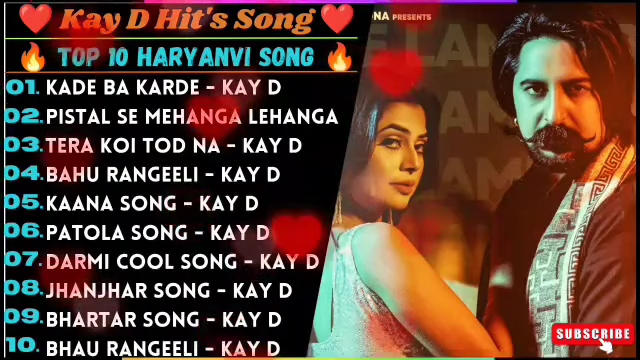 Kay D Hit's Song
TOP 10 HARYANVI SONG
01. KADE BA KARDE - KAY D
02. PISTAL SE MEHANGA LEHANGA
03. TERA KOI TOD NA - KAY D
04. BAHU RANGEELI - KAY D
05. KAANA SONG - KAY D
06. PATOLA SONG - KAY D
07. DARMI COOL SONG - KAY D
08. JHANJHAR SONG - KAY D
09. BHARTAR SONG - KAY D
10. BHAU RANGEELI - KAY D
PRESENTS
SUBSCRIBE